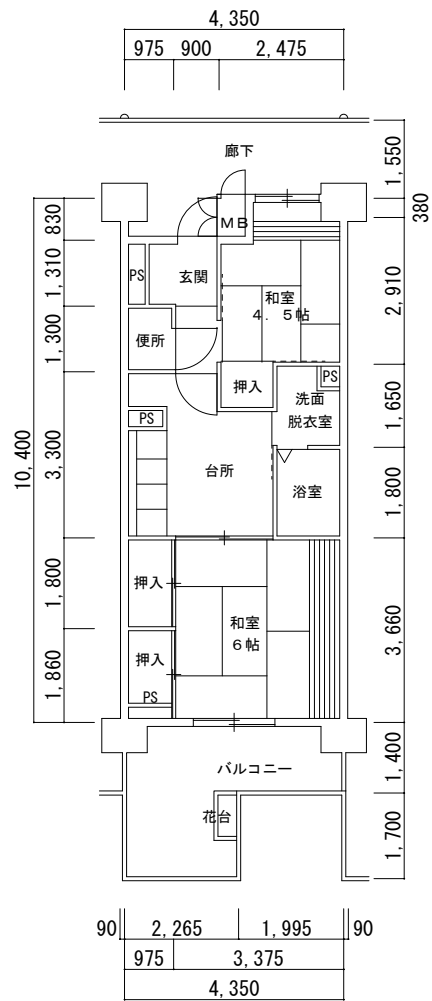 4,350
975 900 2,475
廊下
1,550
380
830
MB
1,310
PS
玄関
和室
4．5帖
2,910
1,300
便所
押入
PS
洗面
脱衣室
1,650
PS
10,400
3,300
台所
浴室
1,800
1,800
押入
和室
6帖
3,660
1,860
押入
PS
バルコニー
1,400
花台
1,700
90 2,265 1,995 90
975 3,375
4,350